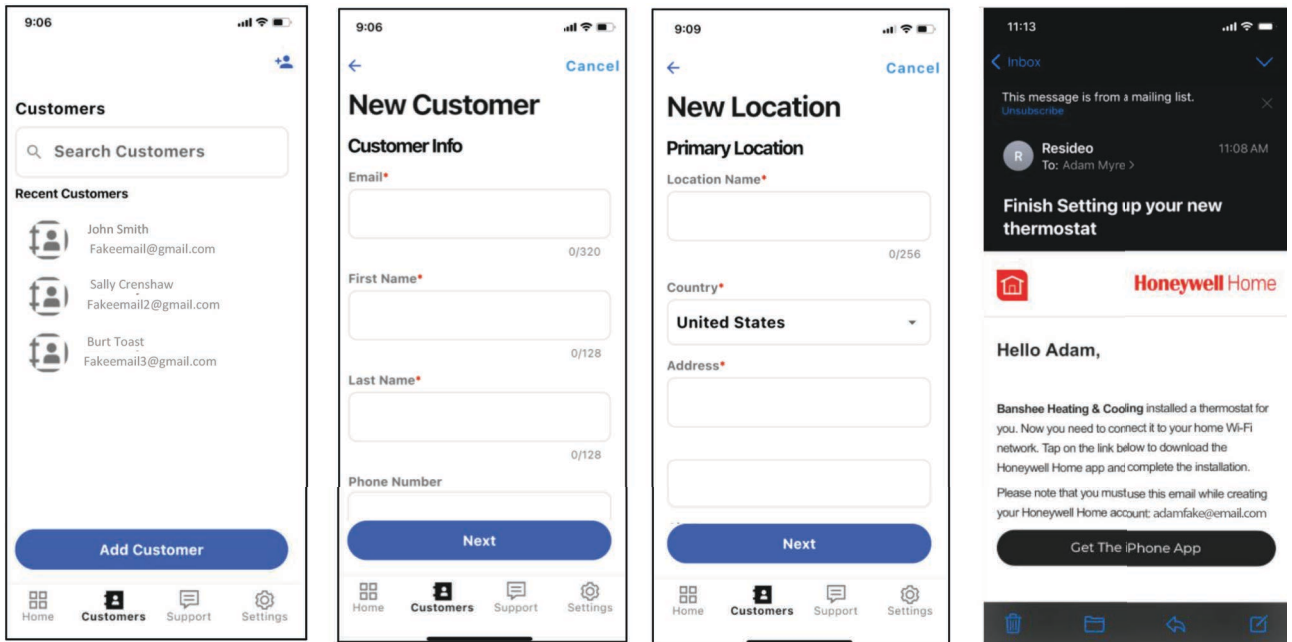 9:06
Customers
Search Customers
Recent Customers
John Smith
Fakeemail@gmail.com
Sally Crenshaw
Fakeemail2@gmail.com
Burt Toast
Fakeemail3@gmail.com
Add Customer
Home
Customers
Support
Settings
9:06
Cancel
New Customer
Customer Info
Email*
0/320
First Name*
0/128
Last Name*
0/128
Phone Number
Next
Home
Customers
Support
Settings
9:09
Cancel
New Location
Primary Location
Location Name*
0/256
Country*
United States
Address*
Next
Home
Customers
Support
Settings
11:13
Inbox
This message is from a mailing list.
Unsubscribe
R
Resideo
11:08 AM
To: Adam Myre >
Finish Setting up your new
thermostat
Honeywell Home
Hello Adam,
Banshee Heating & Cooling installed a thermostat for
you. Now you need to connect it to your home Wi-Fi
network. Tap on the link below to download the
Honeywell Home app and complete the installation.
Please note that you must use this email while creating
your Honeywell Home account: adamfake@email.com
Get The iPhone App